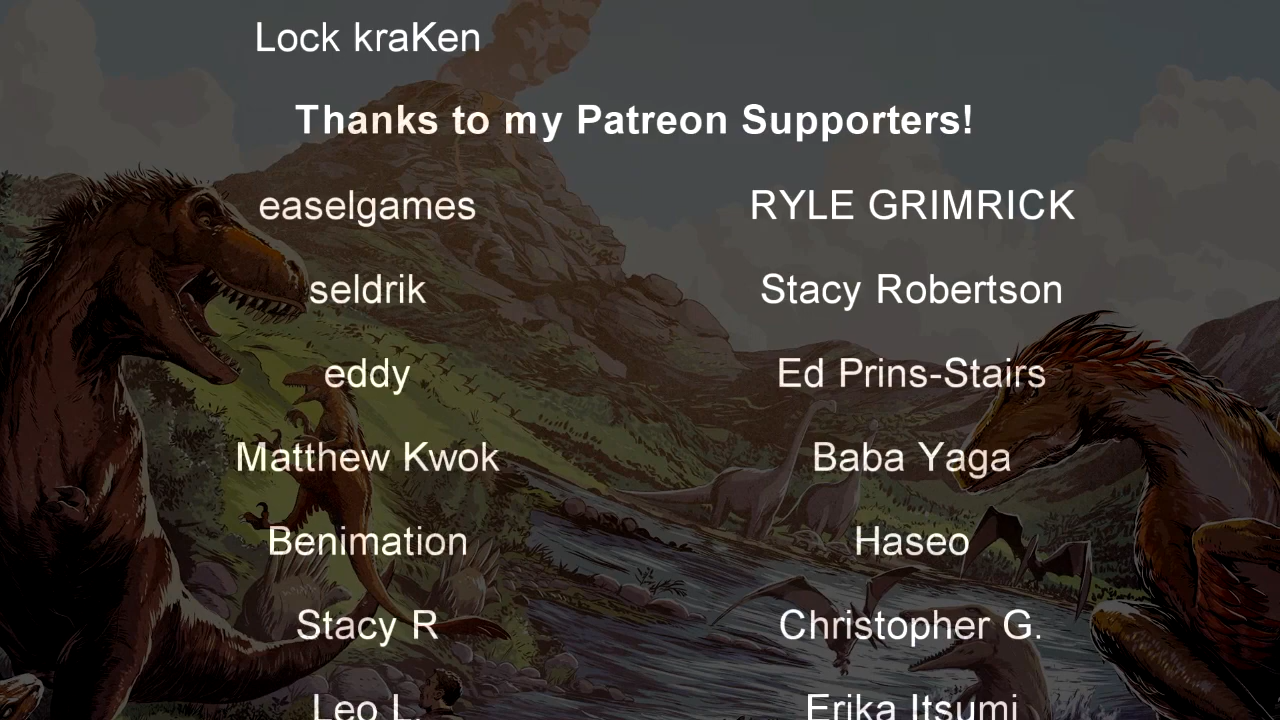 Lock kraKen
Thanks to my Patreon Supporters!
easelgames RYLE GRIMRICK
seldrik Stacy Robertson
eddy Ed Prins-Stairs
Matthew Kwok Baba Yaga
Benimation Haseo
Stacy R Christopher G.
Leo L. Erika Itsumi